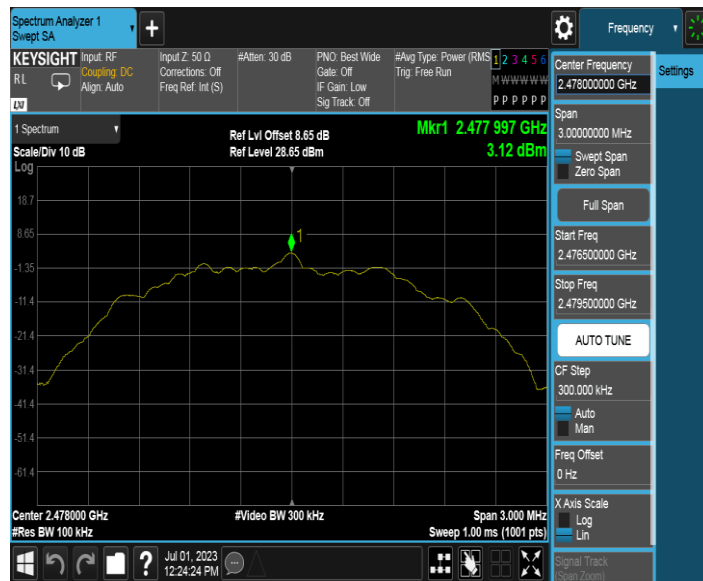 Spectrum Analyzer 1
Swept SA
+
Frequency
KEYSIGHT
RL
LXI
Input: RF
Coupling: DC
Align: Auto
Input Z: 50 Ω
Corrections: Off
Freq Ref: Int (S)
#Atten: 30 dB
PNO: Best Wide
Gate: Off
IF Gain: Low
Sig Track: Off
#Avg Type: Power (RMS
Trig: Free Run
1 2 3 4 5 6
M W W W W W
P P P P P P
Center Frequency
2.478000000 GHz
Settings
Span
3.00000000 MHz
Swept Span
Zero Span
Full Span
Start Freq
2.476500000 GHz
Stop Freq
2.479500000 GHz
AUTO TUNE
CF Step
300.000 kHz
Auto
Man
Freq Offset
0 Hz
X Axis Scale
Log
Lin
Signal Track
(Span Zoom)
1 Spectrum
Scale/Div 10 dB
Log
Ref Lvl Offset 8.65 dB
Ref Level 28.65 dBm
Mkr1 2.477 997 GHz
3.12 dBm
18.7
8.65
-1.35
-11.4
-21.4
-31.4
-41.4
-51.4
-61.4
1
Center 2.478000 GHz
#Res BW 100 kHz
#Video BW 300 kHz
Span 3.000 MHz
Sweep 1.00 ms (1001 pts)
?
Jul 01, 2023
12:24:24 PM